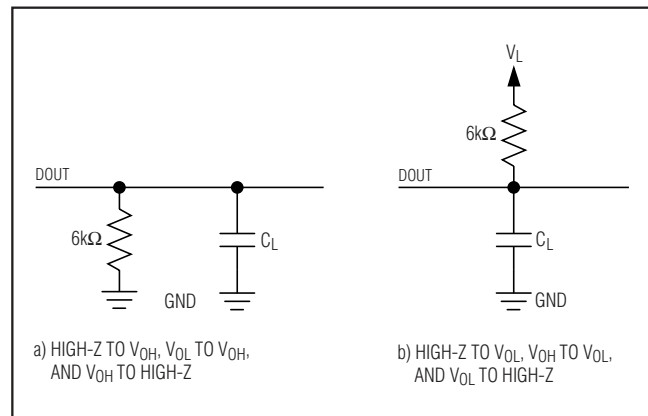 DOUT
6kΩ
C_L
GND
a) HIGH-Z TO V_OH, V_OL TO V_OH,
AND V_OH TO HIGH-Z
V_L
6kΩ
DOUT
C_L
GND
b) HIGH-Z TO V_OL, V_OH TO V_OL,
AND V_OL TO HIGH-Z